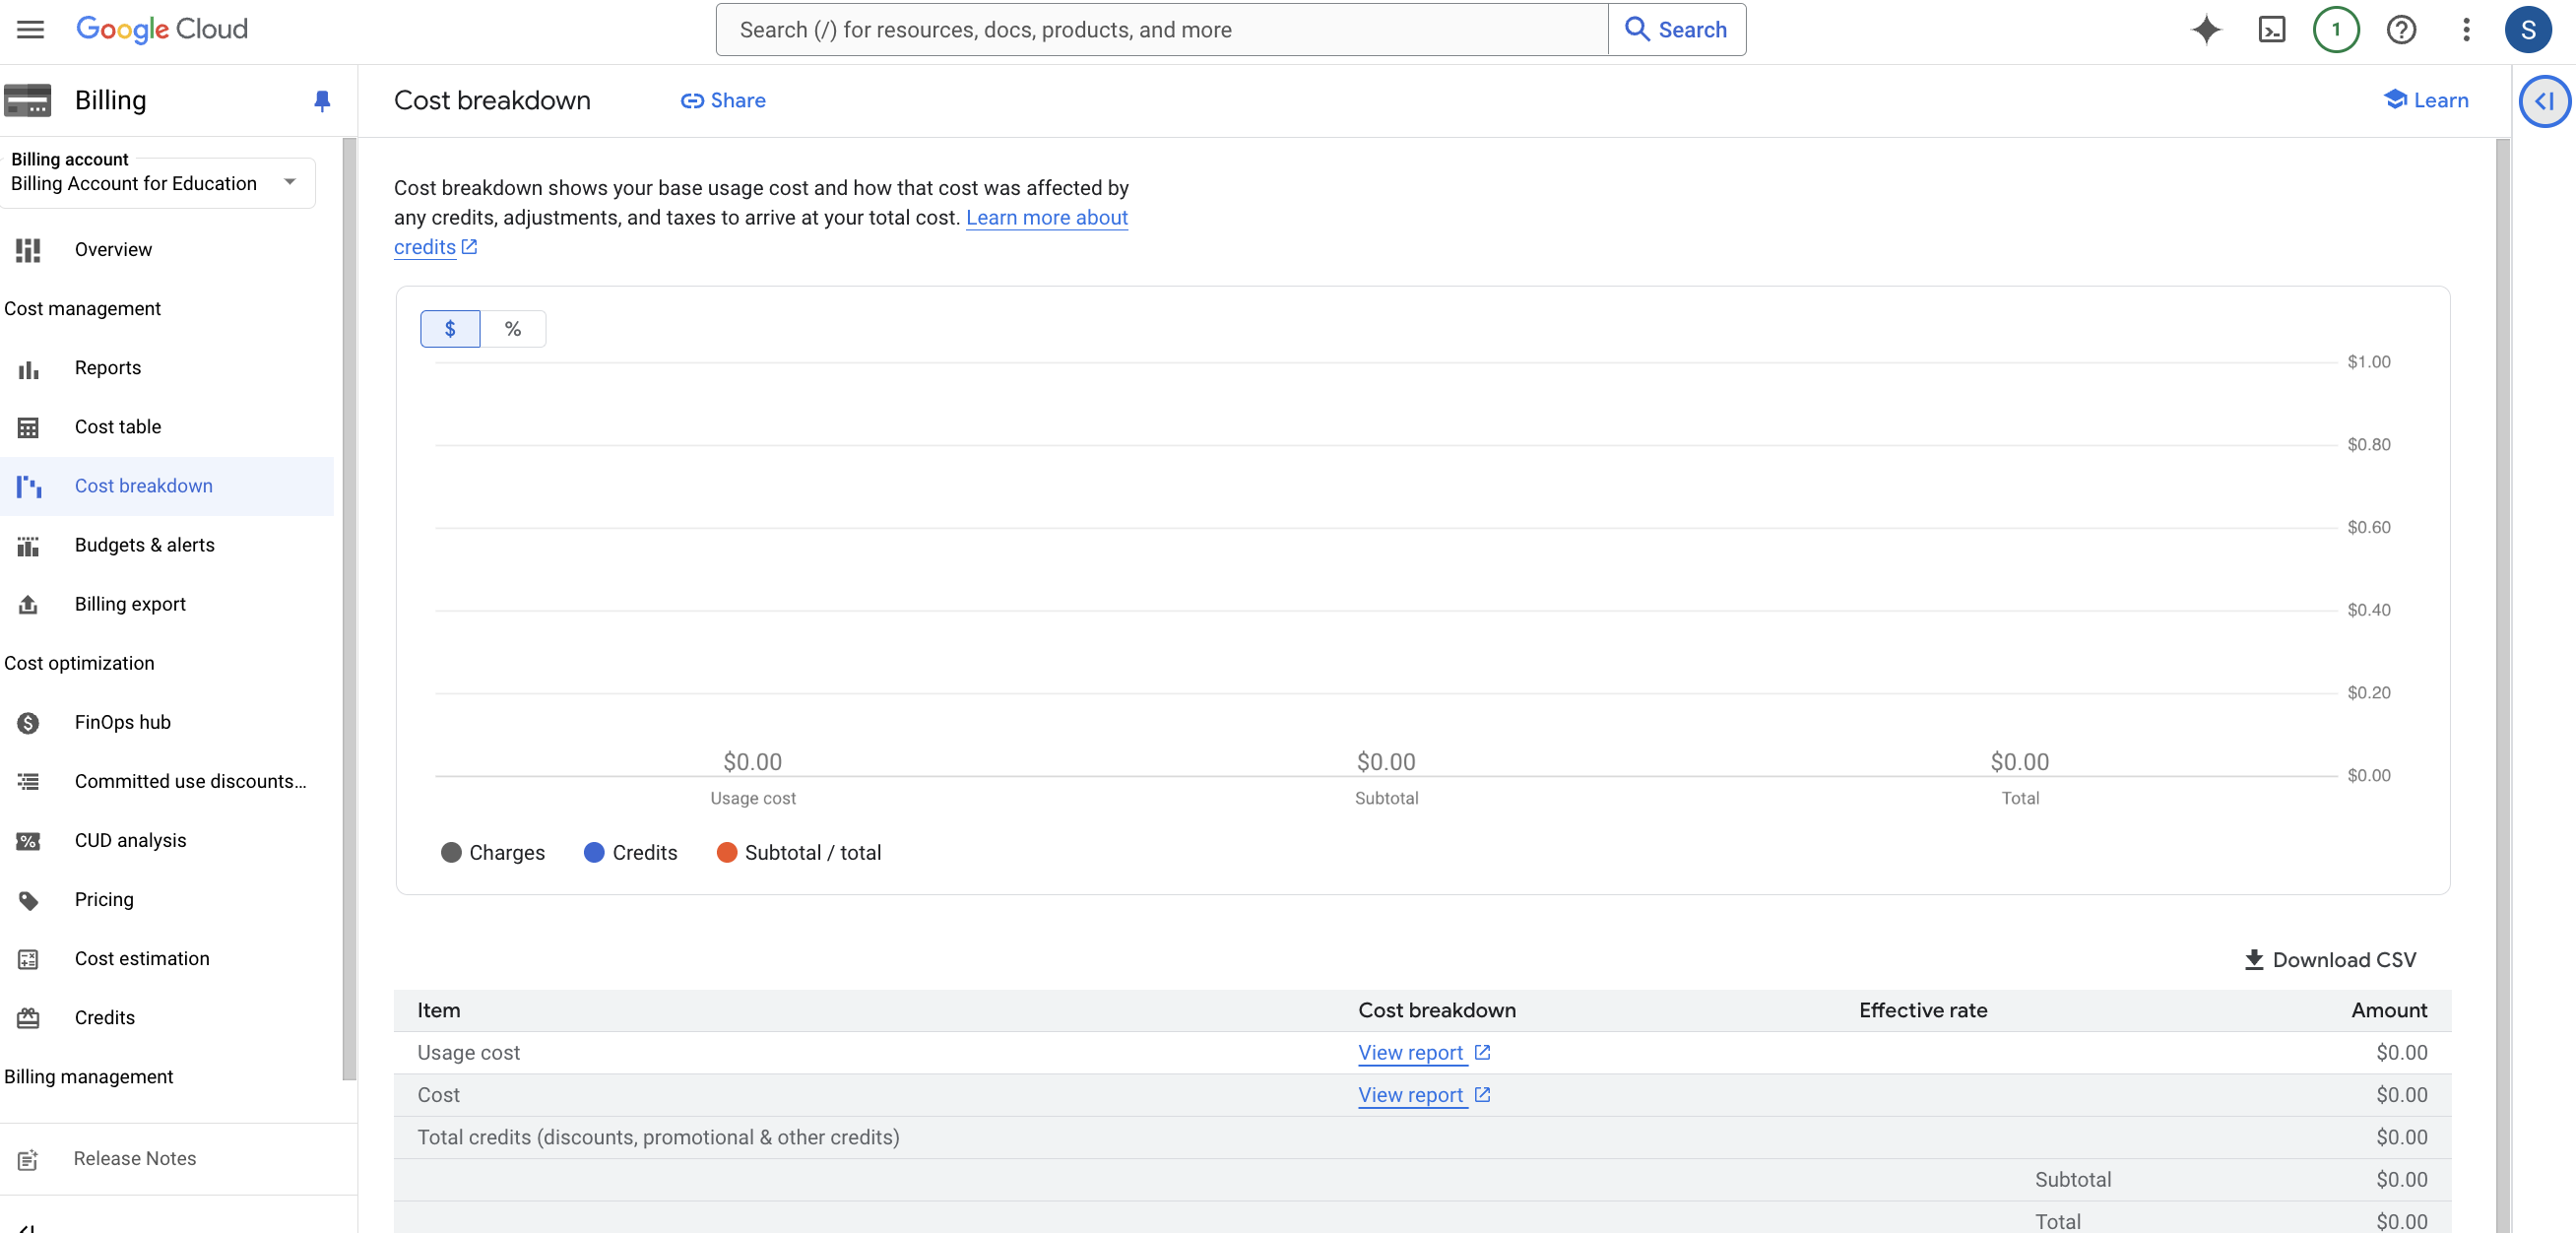 Google Cloud
Search (/) for resources, docs, products, and more
Search
1
S
Billing
Cost breakdown
Share
Learn
Billing account
Billing Account for Education
Overview
Cost management
Reports
Cost table
Cost breakdown
Budgets & alerts
Billing export
Cost optimization
FinOps hub
Committed use discounts...
CUD analysis
Pricing
Cost estimation
Credits
Billing management
Release Notes
Cost breakdown shows your base usage cost and how that cost was affected by
any credits, adjustments, and taxes to arrive at your total cost. Learn more about
credits
$ %
$1.00
$0.80
$0.60
$0.40
$0.20
$0.00 $0.00 $0.00
$0.00
Usage cost Subtotal Total
Charges Credits Subtotal / total
Download CSV
Item Cost breakdown Effective rate Amount
Usage cost View report $0.00
Cost View report $0.00
Total credits (discounts, promotional & other credits) $0.00
Subtotal $0.00
Total $0.00